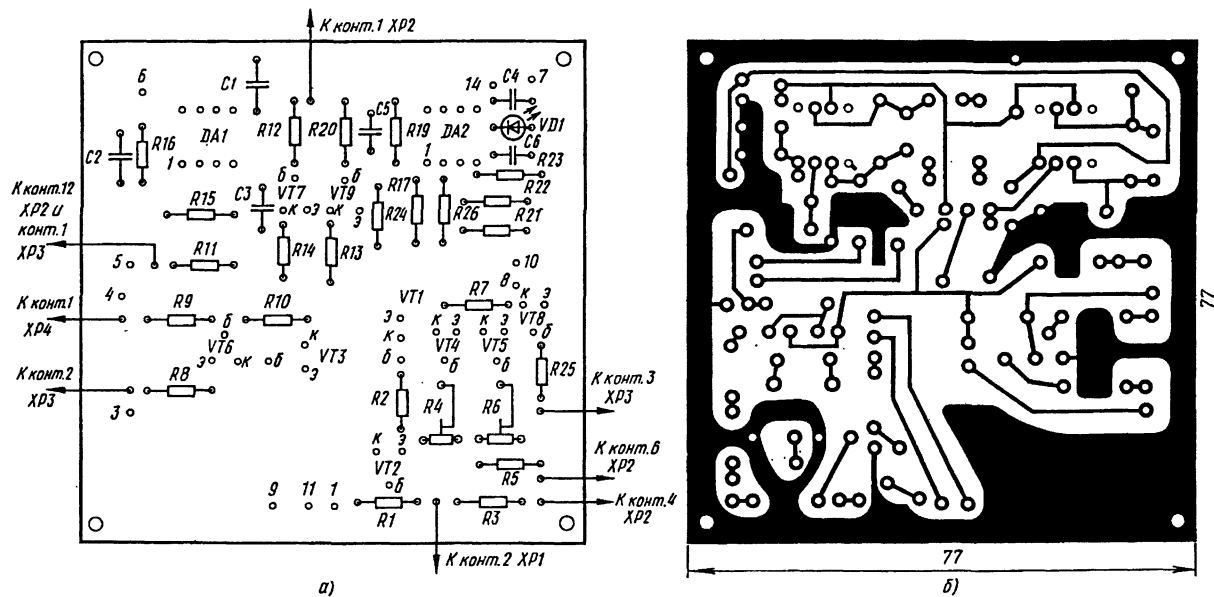 К конт.1 ХР2
6
C1
14
C4
7
C5
C2
R16
DA1
R12
R20
R19
DA2
VD1
C6
1
1
R23
б
б
К конт.12
ХР2 и
конт.1
ХР3
R15
C3
VT7
VT9
R17
R22
к
э
к
э
R24
R26
R21
R11
R14
R13
5
10
8
4
К конт.1
ХР4
R9
R10
VT1
R7
к
э
э
к
э
к
э
VT8
б
к
к
б
VT4
VT5
э
VT6
к
б
VT3
э
б
б
б
R25
К конт.2
ХР3
R8
R2
R4
R6
К конт.3
ХР3
3
к
э
VT2
б
R5
К конт.6
ХР2
9
11
1
R1
R3
К конт.4
ХР2
К конт.2 ХР1
а)
77
77
б)